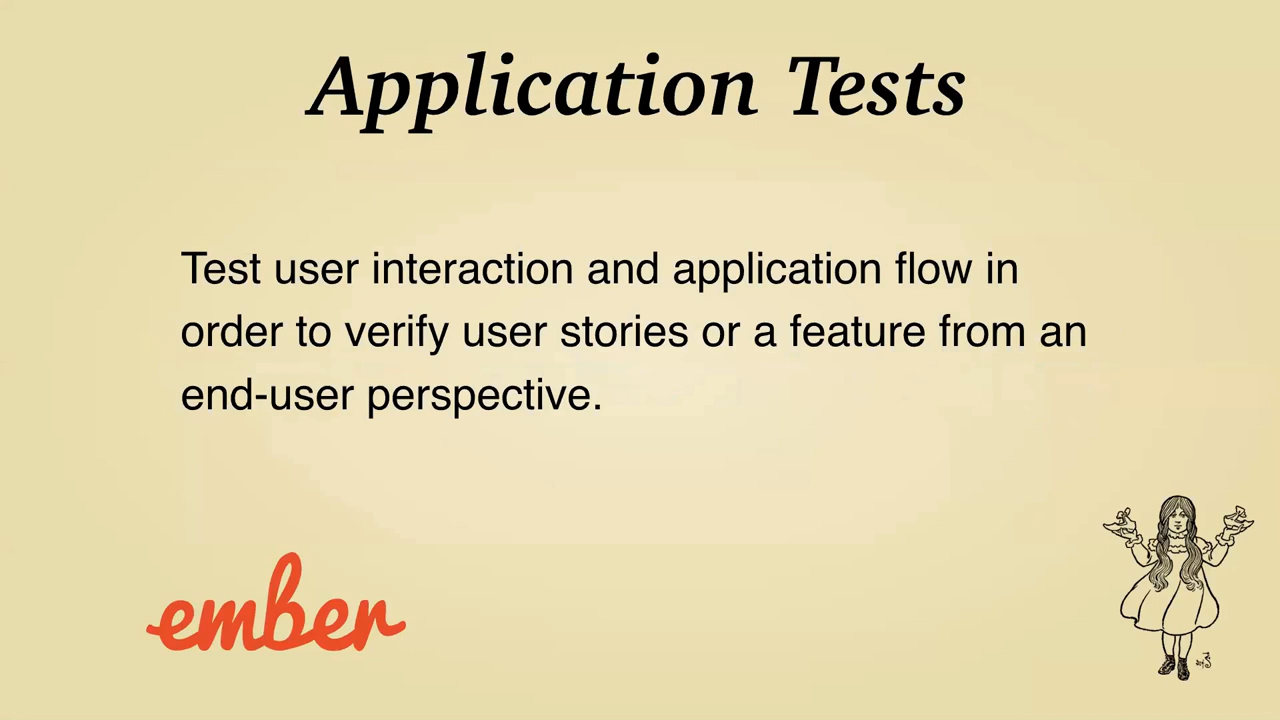 Application Tests
Test user interaction and application flow in
order to verify user stories or a feature from an
end-user perspective.
ember